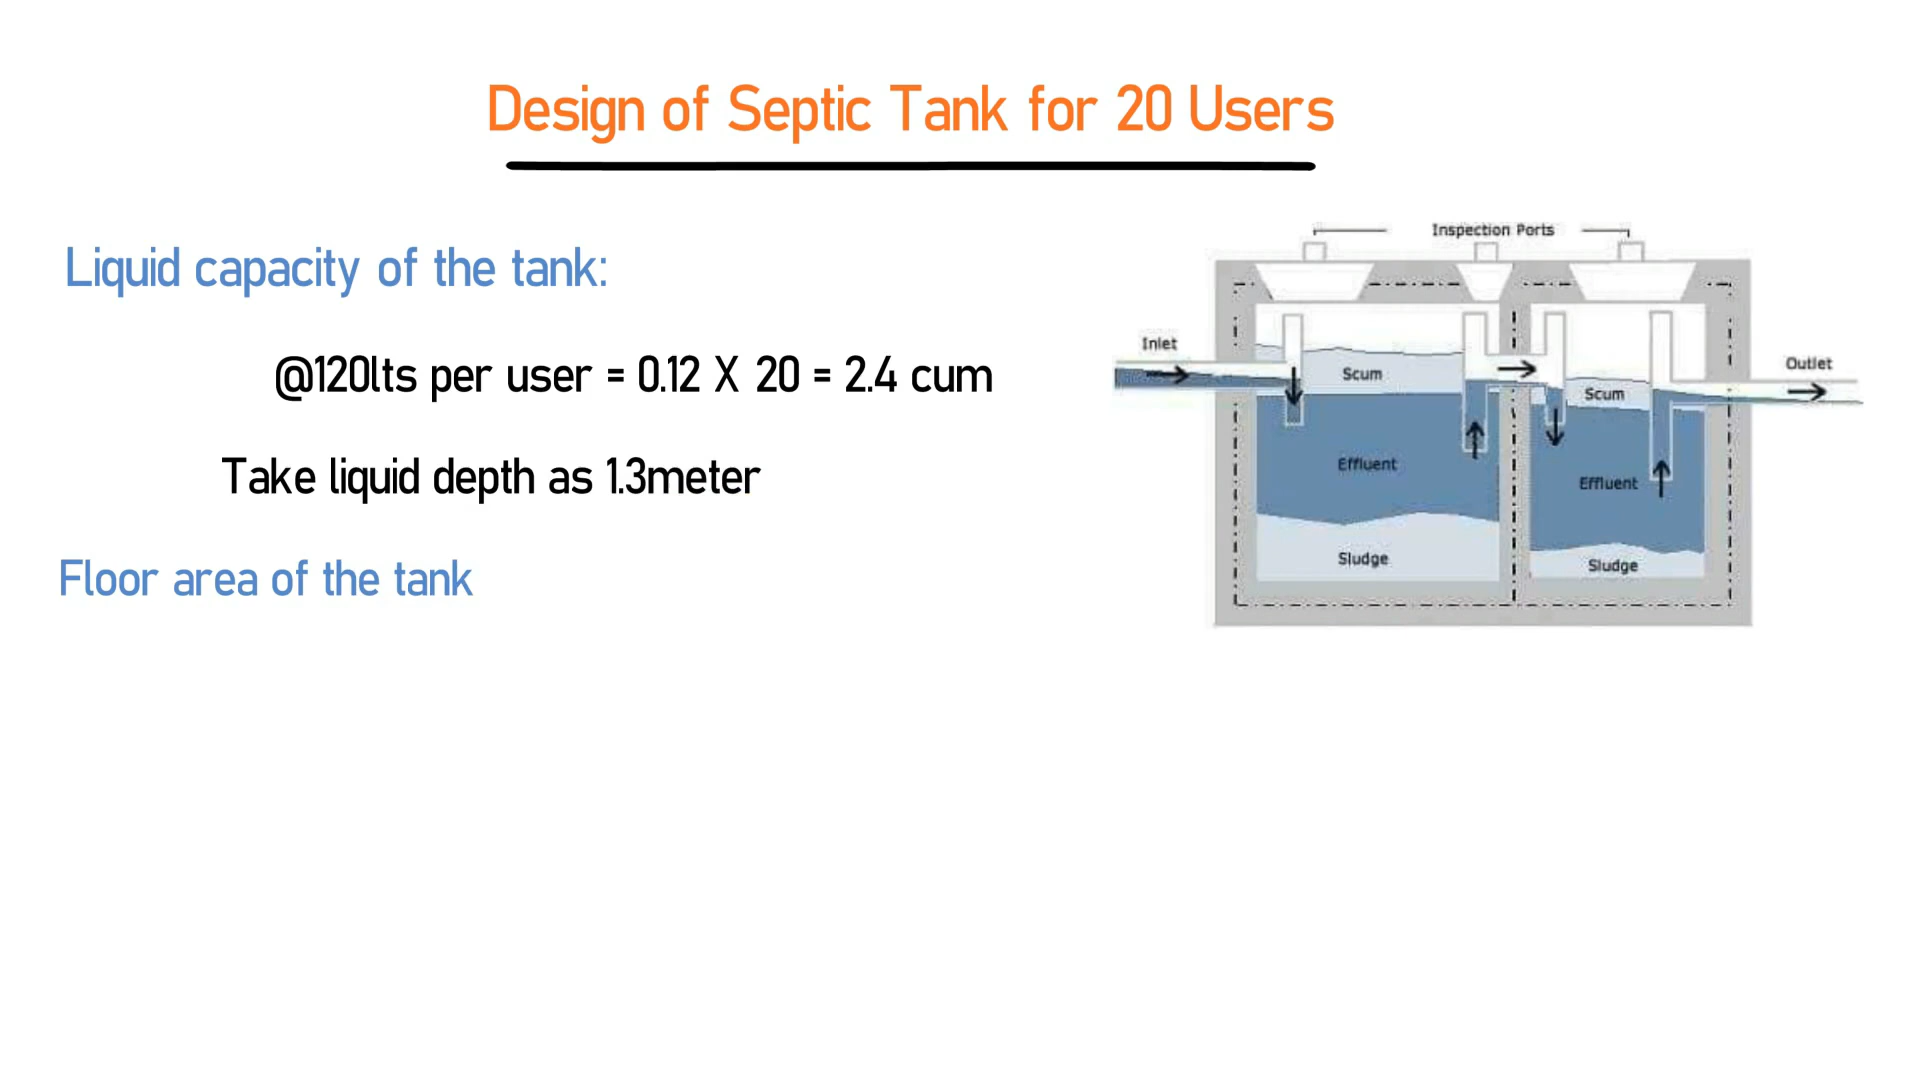 Design of Septic Tank for 20 Users
Liquid capacity of the tank:
@120lts per user = 0.12 X 20 = 2.4 cum
Take liquid depth as 1.3meter
Floor area of the tank
Inspection Ports
Inlet
Outlet
Scum
Scum
Effluent
Effluent
Sludge
Sludge